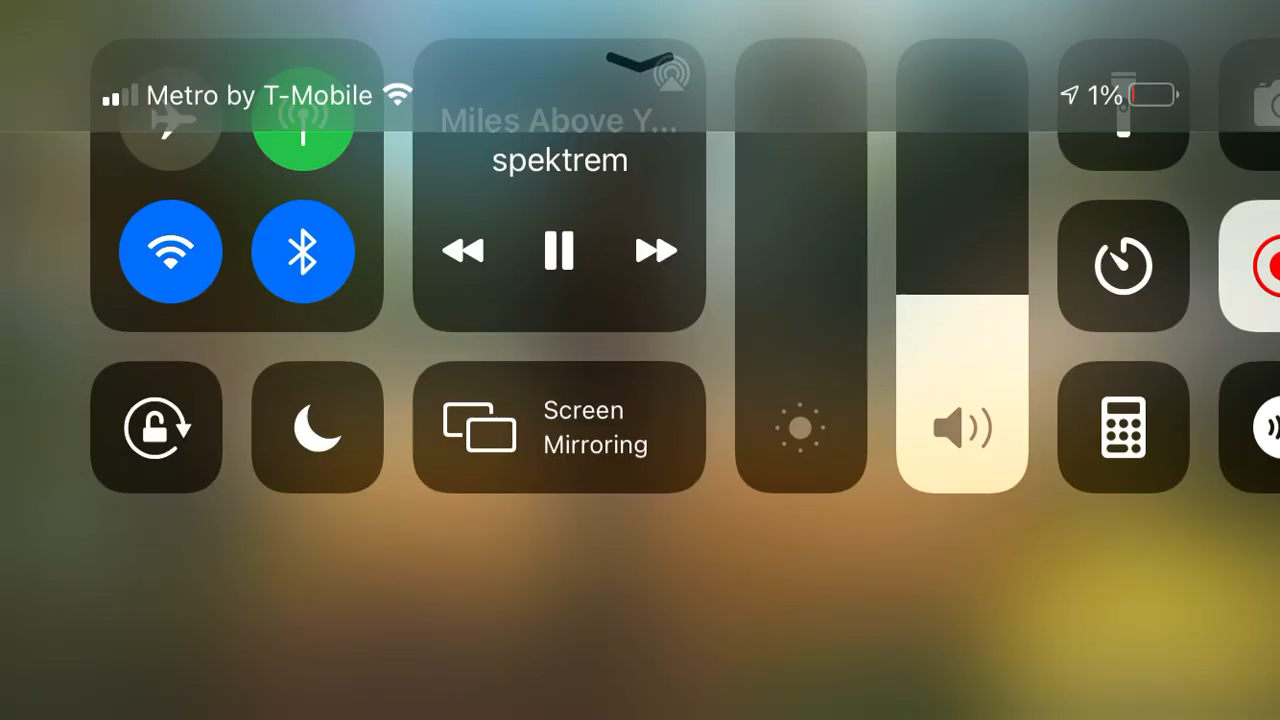 Metro by T-Mobile
1%
Miles Above Y...
spektrem
Screen
Mirroring